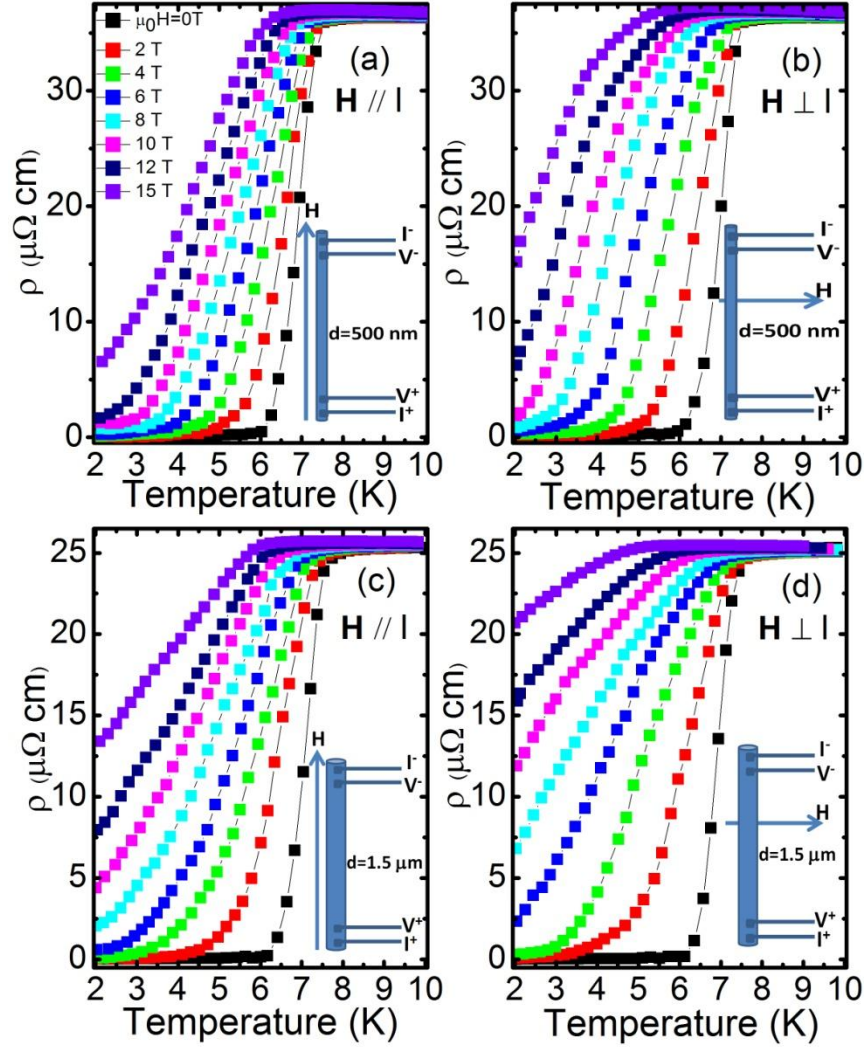 μ₀H=0T
2 T
4 T
6 T
8 T
10 T
12 T
15 T
(a)
H // I
H
I⁻
V⁻
d=500 nm
V⁺
I⁺
ρ (μΩ cm)
30
20
10
0
2 3 4 5 6 7 8 9 10
Temperature (K)
(b)
H ⊥ I
I⁻
V⁻
H
d=500 nm
V⁺
I⁺
ρ (μΩ cm)
30
20
10
0
2 3 4 5 6 7 8 9 10
Temperature (K)
(c)
H // I
H
I⁻
V⁻
d=1.5 μm
V⁺
I⁺
ρ (μΩ cm)
25
20
15
10
5
0
2 3 4 5 6 7 8 9 10
Temperature (K)
(d)
H ⊥ I
I⁻
V⁻
H
d=1.5 μm
V⁺
I⁺
ρ (μΩ cm)
25
20
15
10
5
0
2 3 4 5 6 7 8 9 10
Temperature (K)